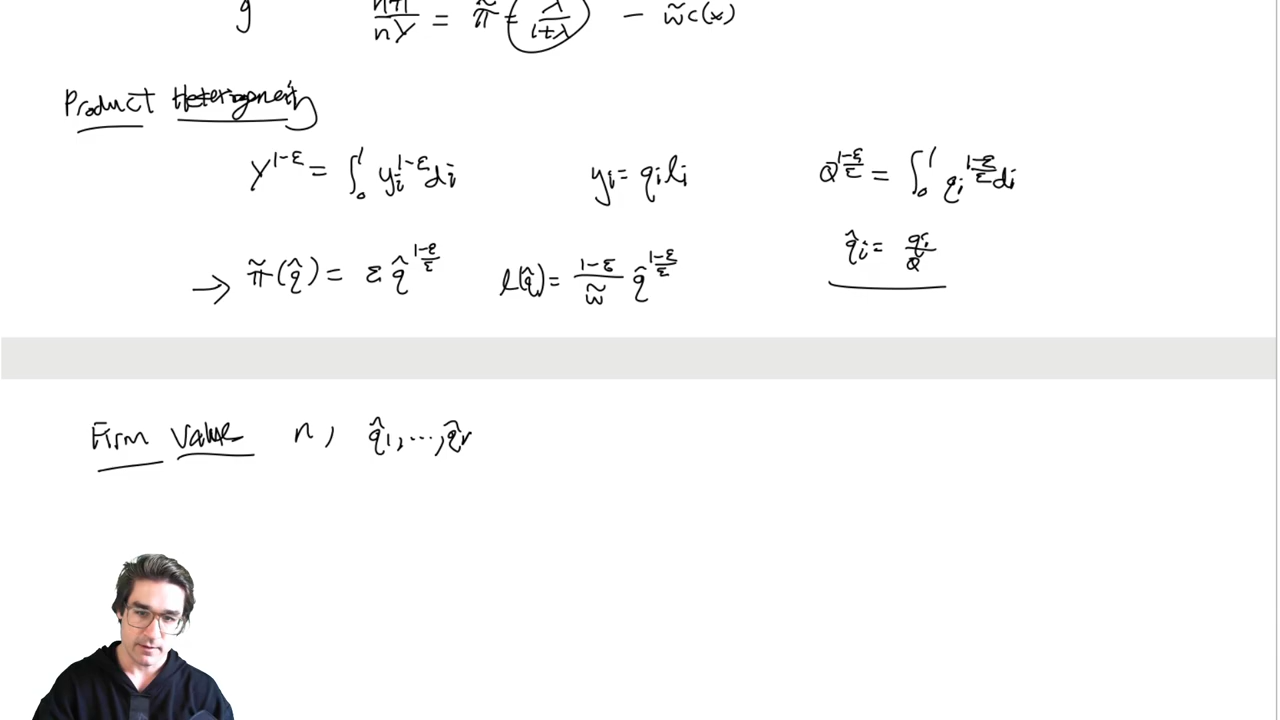 g nπ/nY = π̃ = λ/(1+λ) − w̃c(x)
Product Heterogeneity
Y^{1-ε} = ∫₀¹ yᵢ^{1-ε} di yᵢ = qᵢlᵢ Q^{(1-ε)/ε} = ∫₀¹ qᵢ^{(1-ε)/ε} di
→ π̃(q̂) = ε q̂^{(1-ε)/ε} l(q̂) = (1-ε)/w̃ q̂^{(1-ε)/ε} q̂ᵢ = qᵢ/Q
Firm Value n, q̂₁,...,q̂